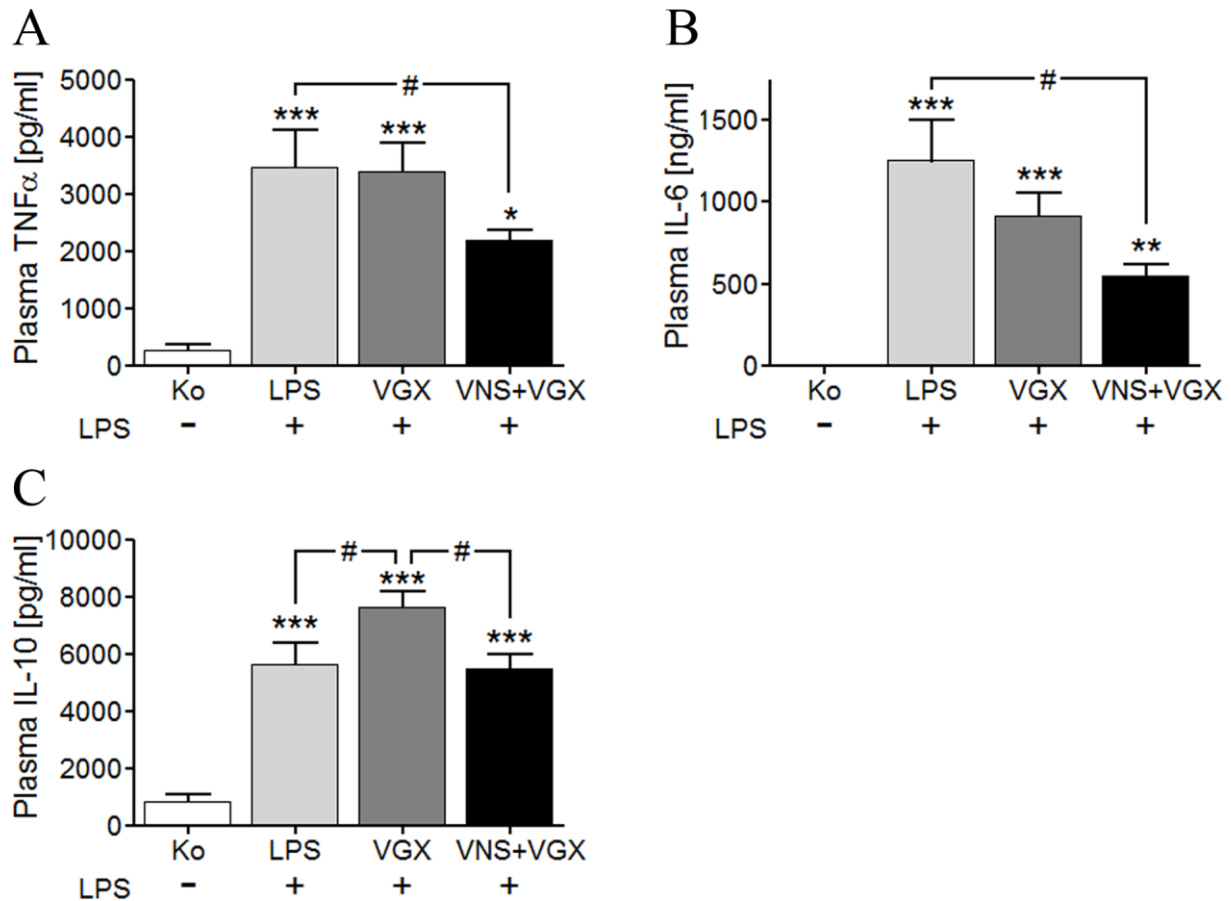 A
Plasma TNFα [pg/ml]
5000
4000
3000
2000
1000
0
***
***
*
#
Ko LPS VGX VNS+VGX
LPS - + + +
B
Plasma IL-6 [ng/ml]
1500
1000
500
0
***
***
**
#
Ko LPS VGX VNS+VGX
LPS - + + +
C
Plasma IL-10 [pg/ml]
10000
8000
6000
4000
2000
0
***
***
***
# #
Ko LPS VGX VNS+VGX
LPS - + + +